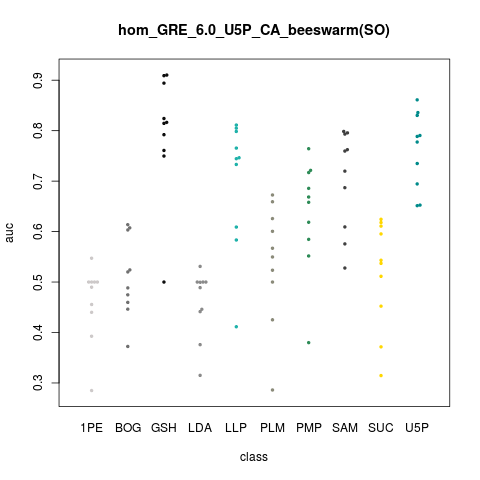 hom_GRE_6.0_U5P_CA_beeswarm(SO)
0.9
0.8
0.7
0.6
0.5
0.4
0.3
auc
1PE BOG GSH LDA LLP PLM PMP SAM SUC U5P
class